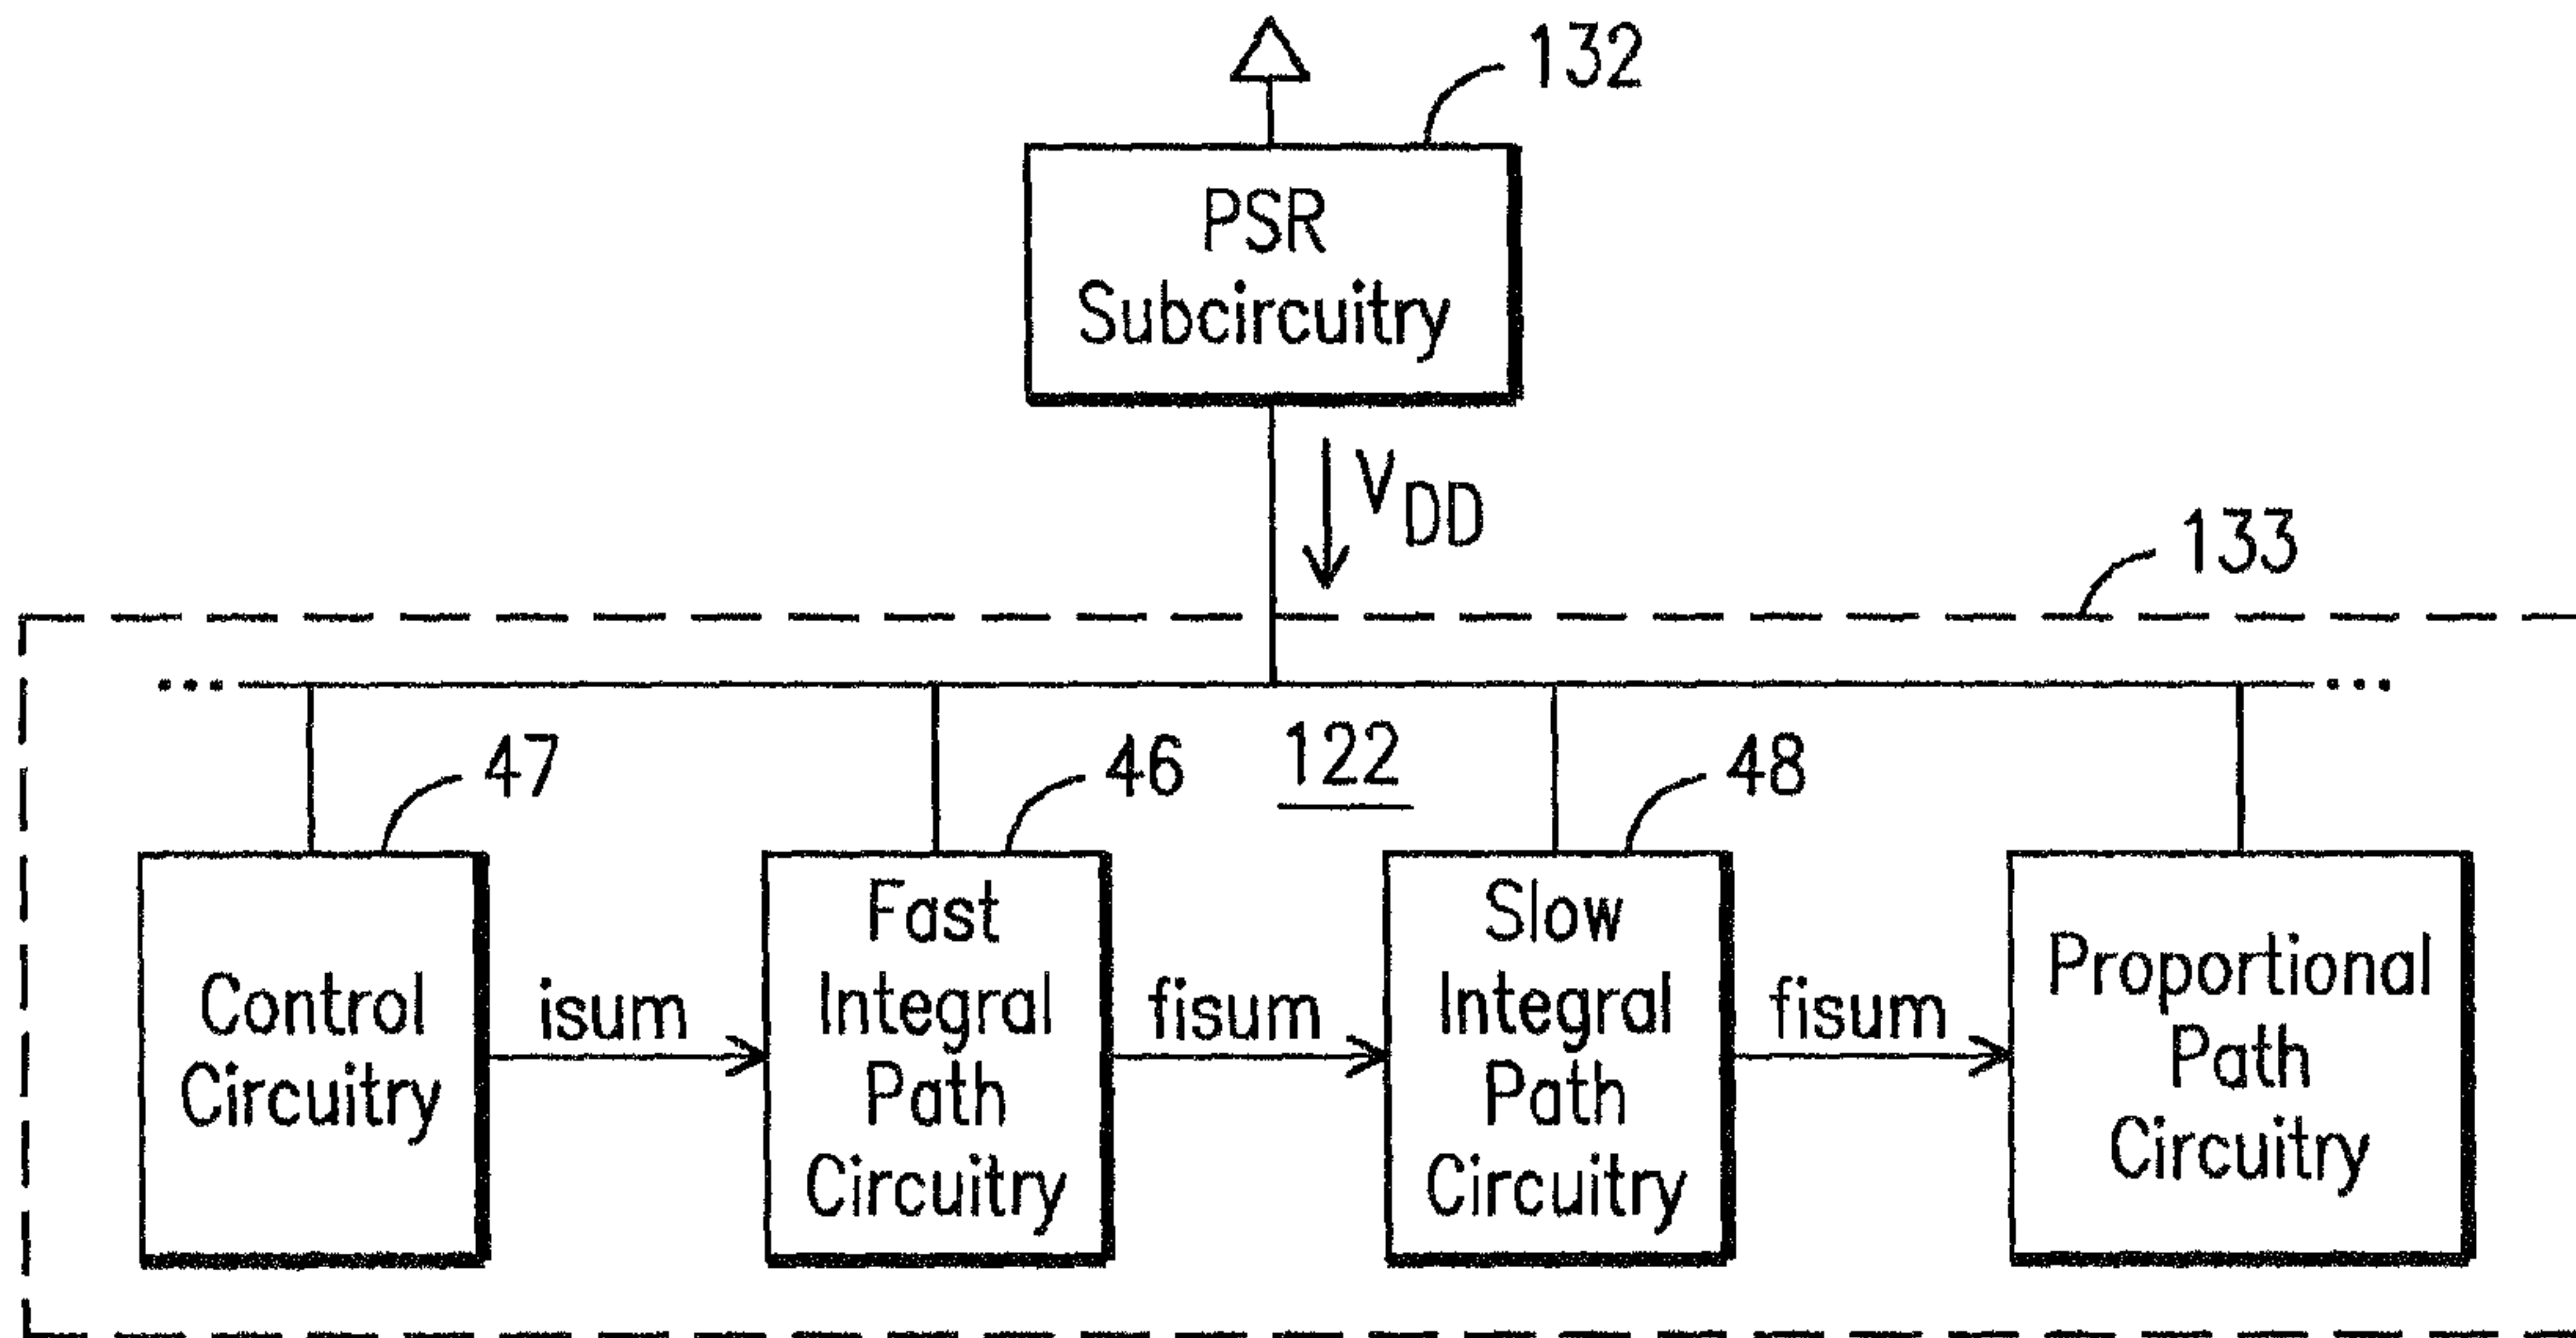 132
PSR
Subcircuitry
VDD
133
47
46
122
48
Control
Circuitry
isum
Fast
Integral
Path
Circuitry
fisum
Slow
Integral
Path
Circuitry
fisum
Proportional
Path
Circuitry